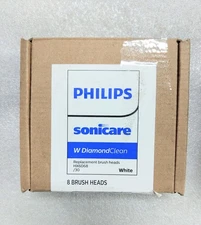 PHILIPS
sonicare
W DiamondClean
Replacement brush heads
HX6068
/30
White
8 BRUSH HEADS